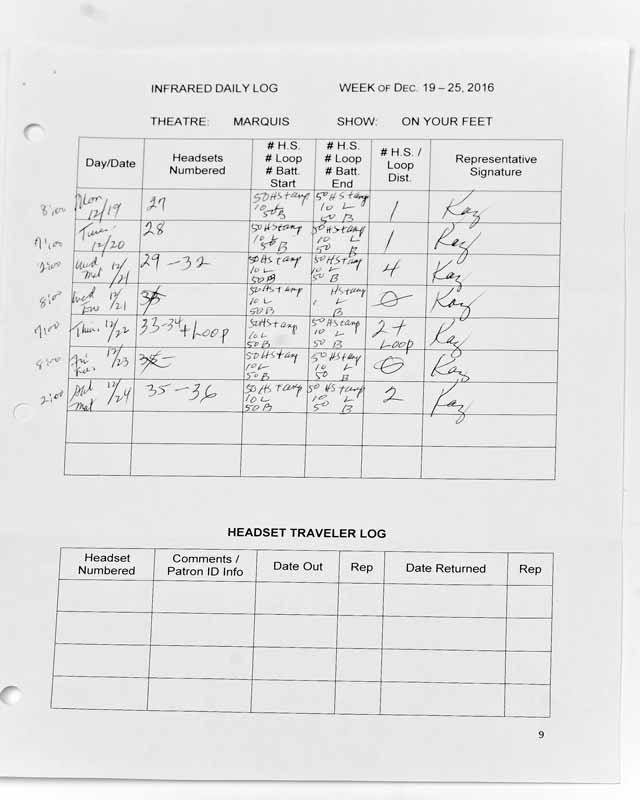 INFRARED DAILY LOG WEEK OF DEC. 19 – 25, 2016
THEATRE: MARQUIS SHOW: ON YOUR FEET
Day/Date
Headsets
Numbered
# H.S.
# Loop
# Batt.
Start
# H.S.
# Loop
# Batt.
End
# H.S. /
Loop
Dist.
Representative
Signature
8:00 Mon 12/19 27 50 HS + amp 10 L 50 B 50 HS + amp 10 L 50 B 1 Kaz
7:00 Tues. 12/20 28 50 HS + amp 10 L 50 B 50 HS + amp 10 L 50 B 1 Kaz
2:00 Wed Mat 12/21 29 – 32 50 HS + amp 10 L 50 B 50 HS + amp 10 L 50 B 4 Kaz
8:00 Wed 12/21 50 HS + amp 10 L 50 B HS + amp L B 0 Kaz
7:00 Thurs. 12/22 33-34 + Loop 50 HS + amp 10 L 50 B 50 HS + amp 10 L 50 B 2 + Loop Kaz
8:00 Fri 12/23 50 HS + amp 10 L 50 B 50 HS + amp 10 L 50 B 0 Kaz
2:00 Mat 12/24 35 – 36 50 HS + amp 10 L 50 B 50 HS + amp 10 L 50 B 2 Kaz
HEADSET TRAVELER LOG
Headset
Numbered
Comments /
Patron ID Info
Date Out
Rep
Date Returned
Rep
9